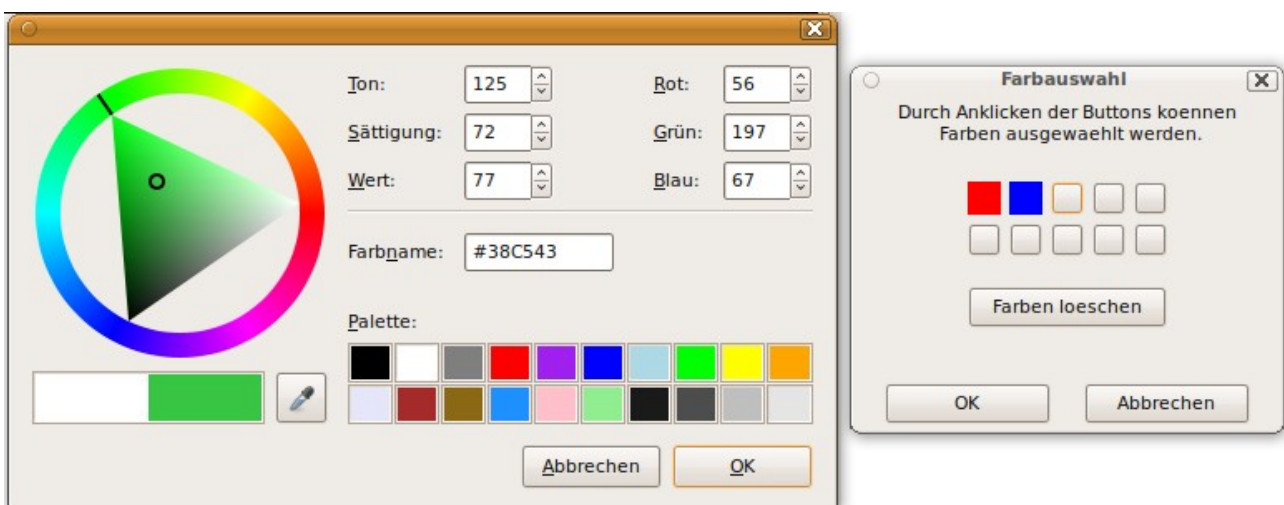 Ton: 125 Rot: 56
Sättigung: 72 Grün: 197
Wert: 77 Blau: 67
Farbname: #38C543
Palette:
Abbrechen OK
Farbauswahl
Durch Anklicken der Buttons koennen
Farben ausgewaehlt werden.
Farben loeschen
OK Abbrechen